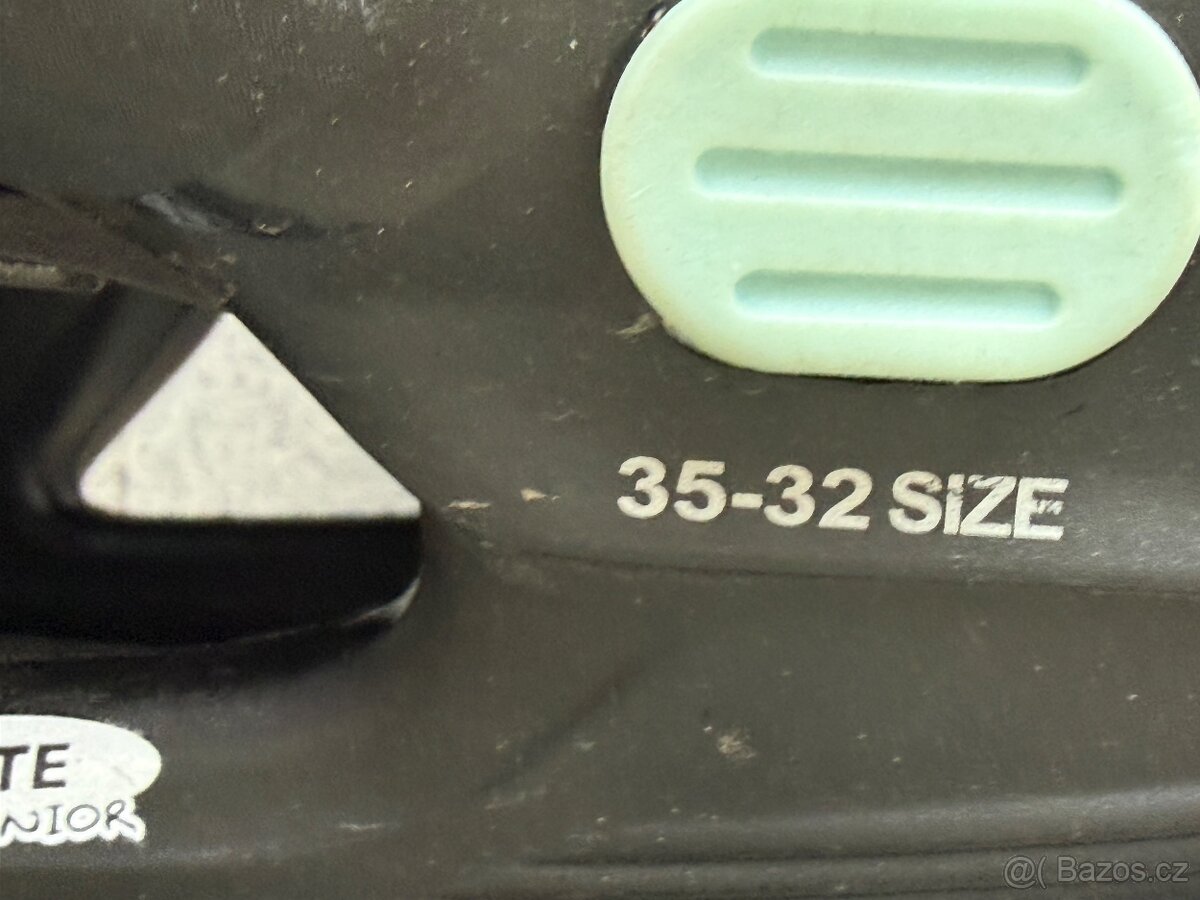 35-32 SIZE
TE
NIOR
@( Bazos.cz